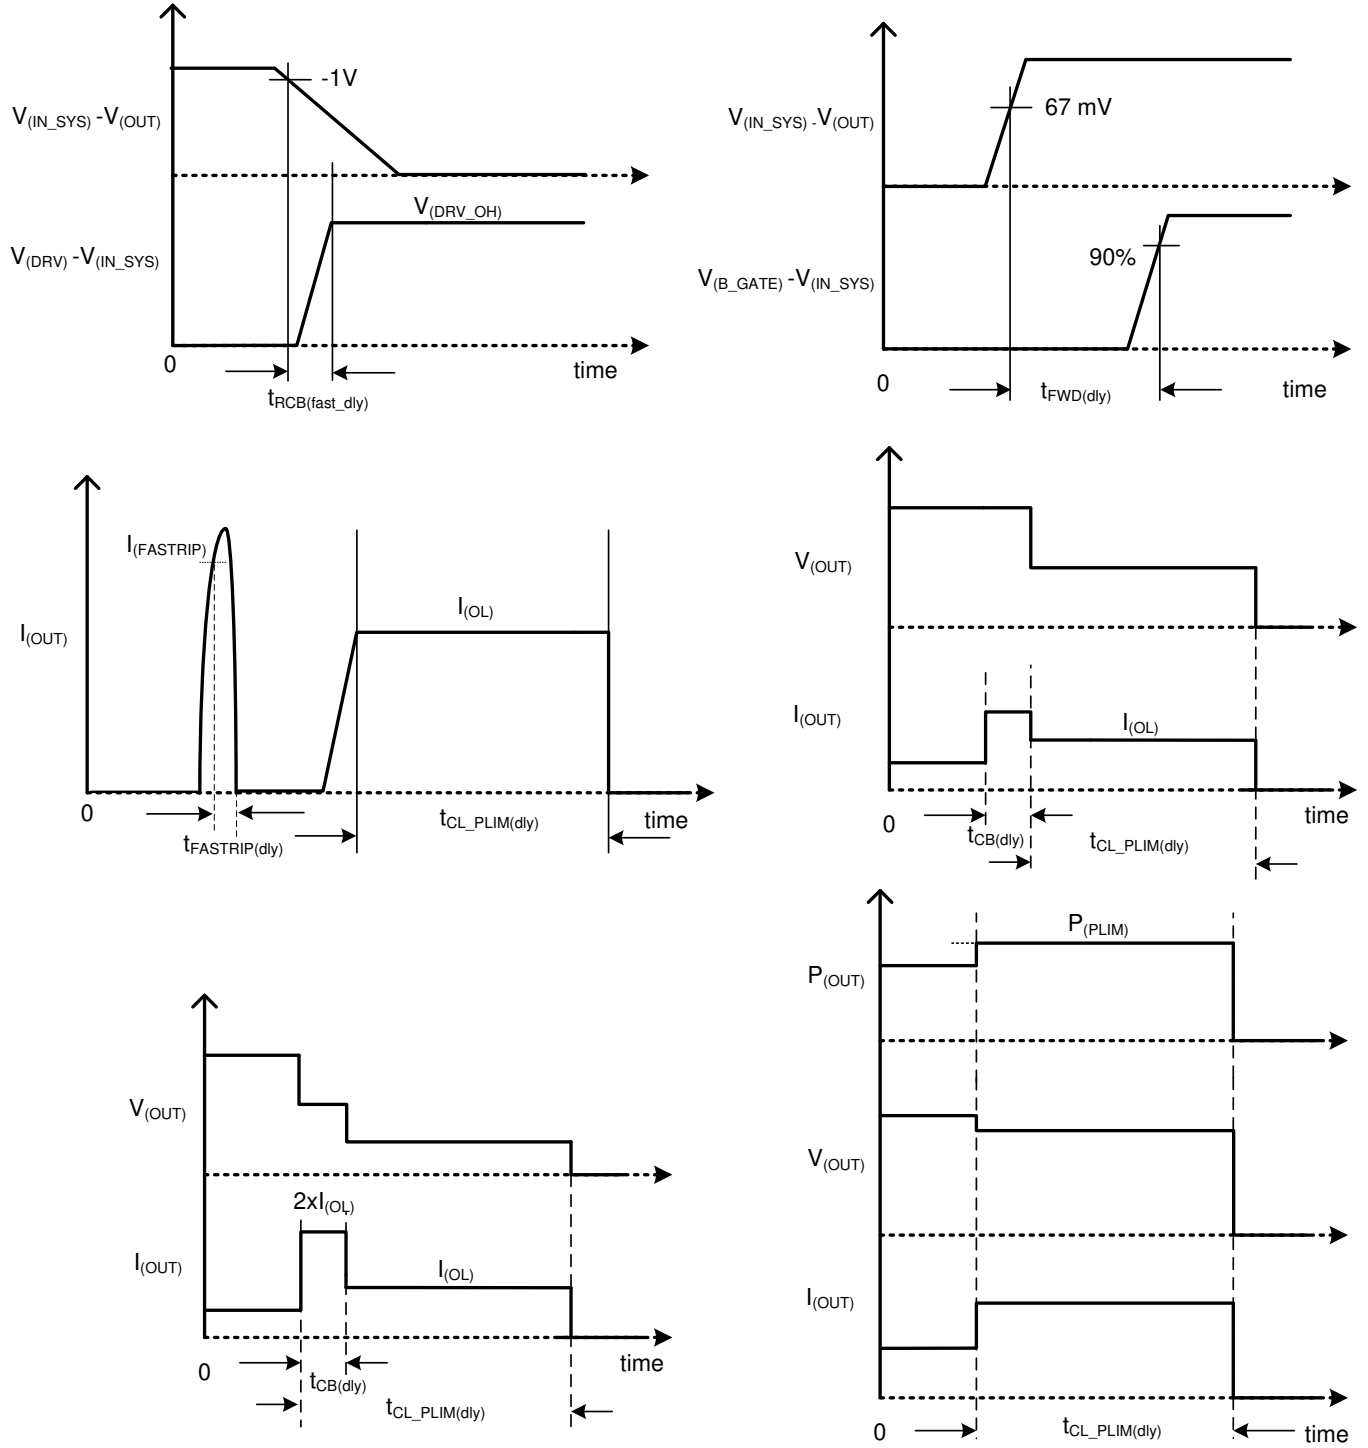 -1V
V(IN_SYS) -V(OUT)
V(DRV_OH)
V(DRV) -V(IN_SYS)
0
time
tRCB(fast_dly)
67 mV
V(IN_SYS) -V(OUT)
90%
V(B_GATE) -V(IN_SYS)
0
tFWD(dly)
time
I(FASTRIP)
I(OL)
I(OUT)
0
tCL_PLIM(dly)
time
tFASTRIP(dly)
V(OUT)
I(OUT)
I(OL)
0
time
tCB(dly)
tCL_PLIM(dly)
V(OUT)
2xI(OL)
I(OUT)
I(OL)
0
time
tCB(dly)
tCL_PLIM(dly)
P(PLIM)
P(OUT)
V(OUT)
I(OUT)
0
tCL_PLIM(dly)
time